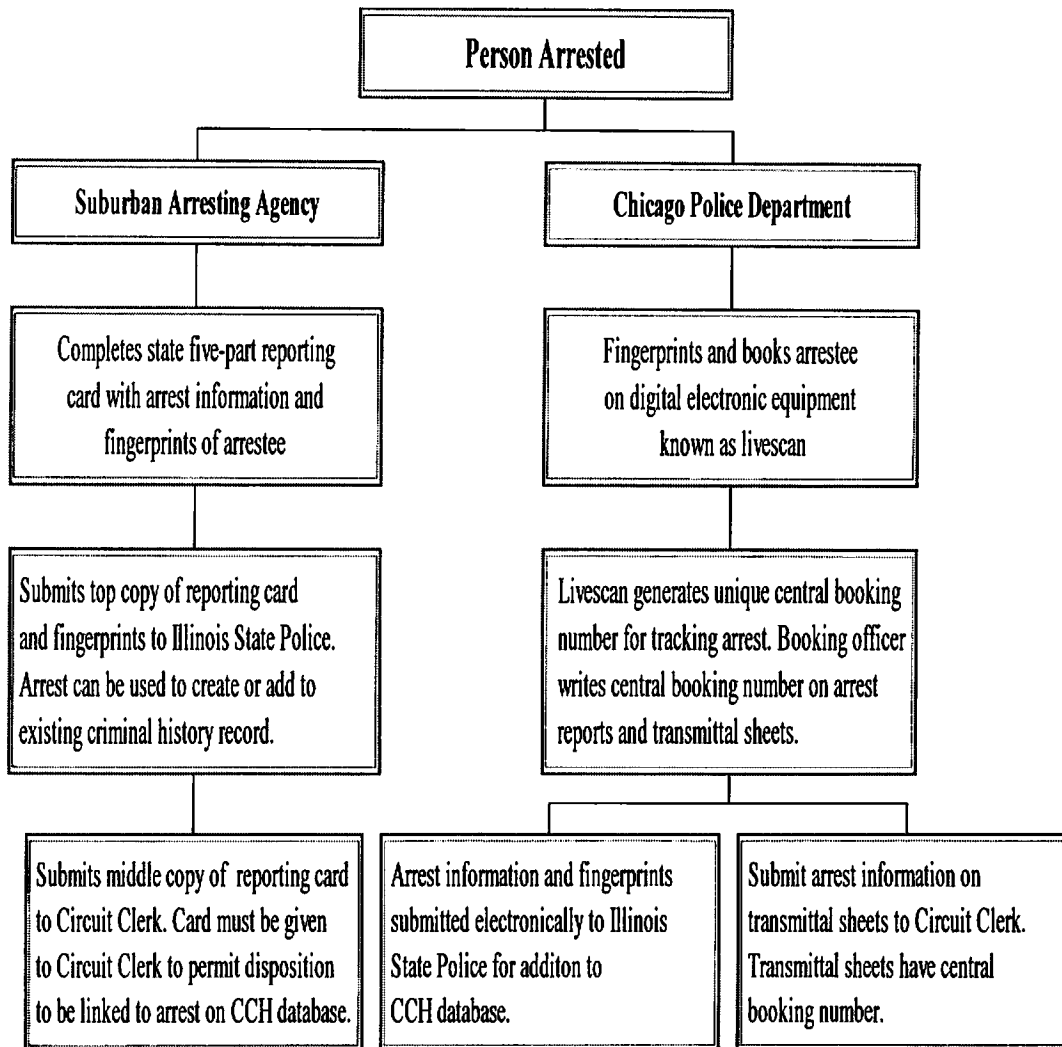 Person Arrested
Suburban Arresting Agency
Chicago Police Department
Completes state five-part reporting
card with arrest information and
fingerprints of arrestee
Fingerprints and books arrestee
on digital electronic equipment
known as livescan
Submits top copy of reporting card
and fingerprints to Illinois State Police.
Arrest can be used to create or add to
existing criminal history record.
Livescan generates unique central booking
number for tracking arrest. Booking officer
writes central booking number on arrest
reports and transmittal sheets.
Submits middle copy of reporting card
to Circuit Clerk. Card must be given
to Circuit Clerk to permit disposition
to be linked to arrest on CCH database.
Arrest information and fingerprints
submitted electronically to Illinois
State Police for additon to
CCH database.
Submit arrest information on
transmittal sheets to Circuit Clerk.
Transmittal sheets have central
booking number.